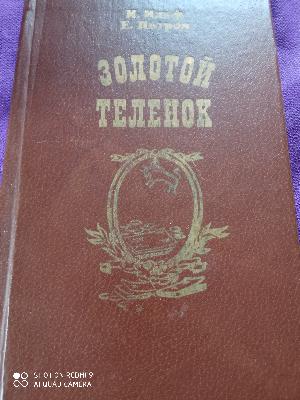 И. Ильф
Е. Петров
ЗОЛОТОЙ
ТЕЛЕНОК
SHOT ON REDMI 9
AI QUAD CAMERA